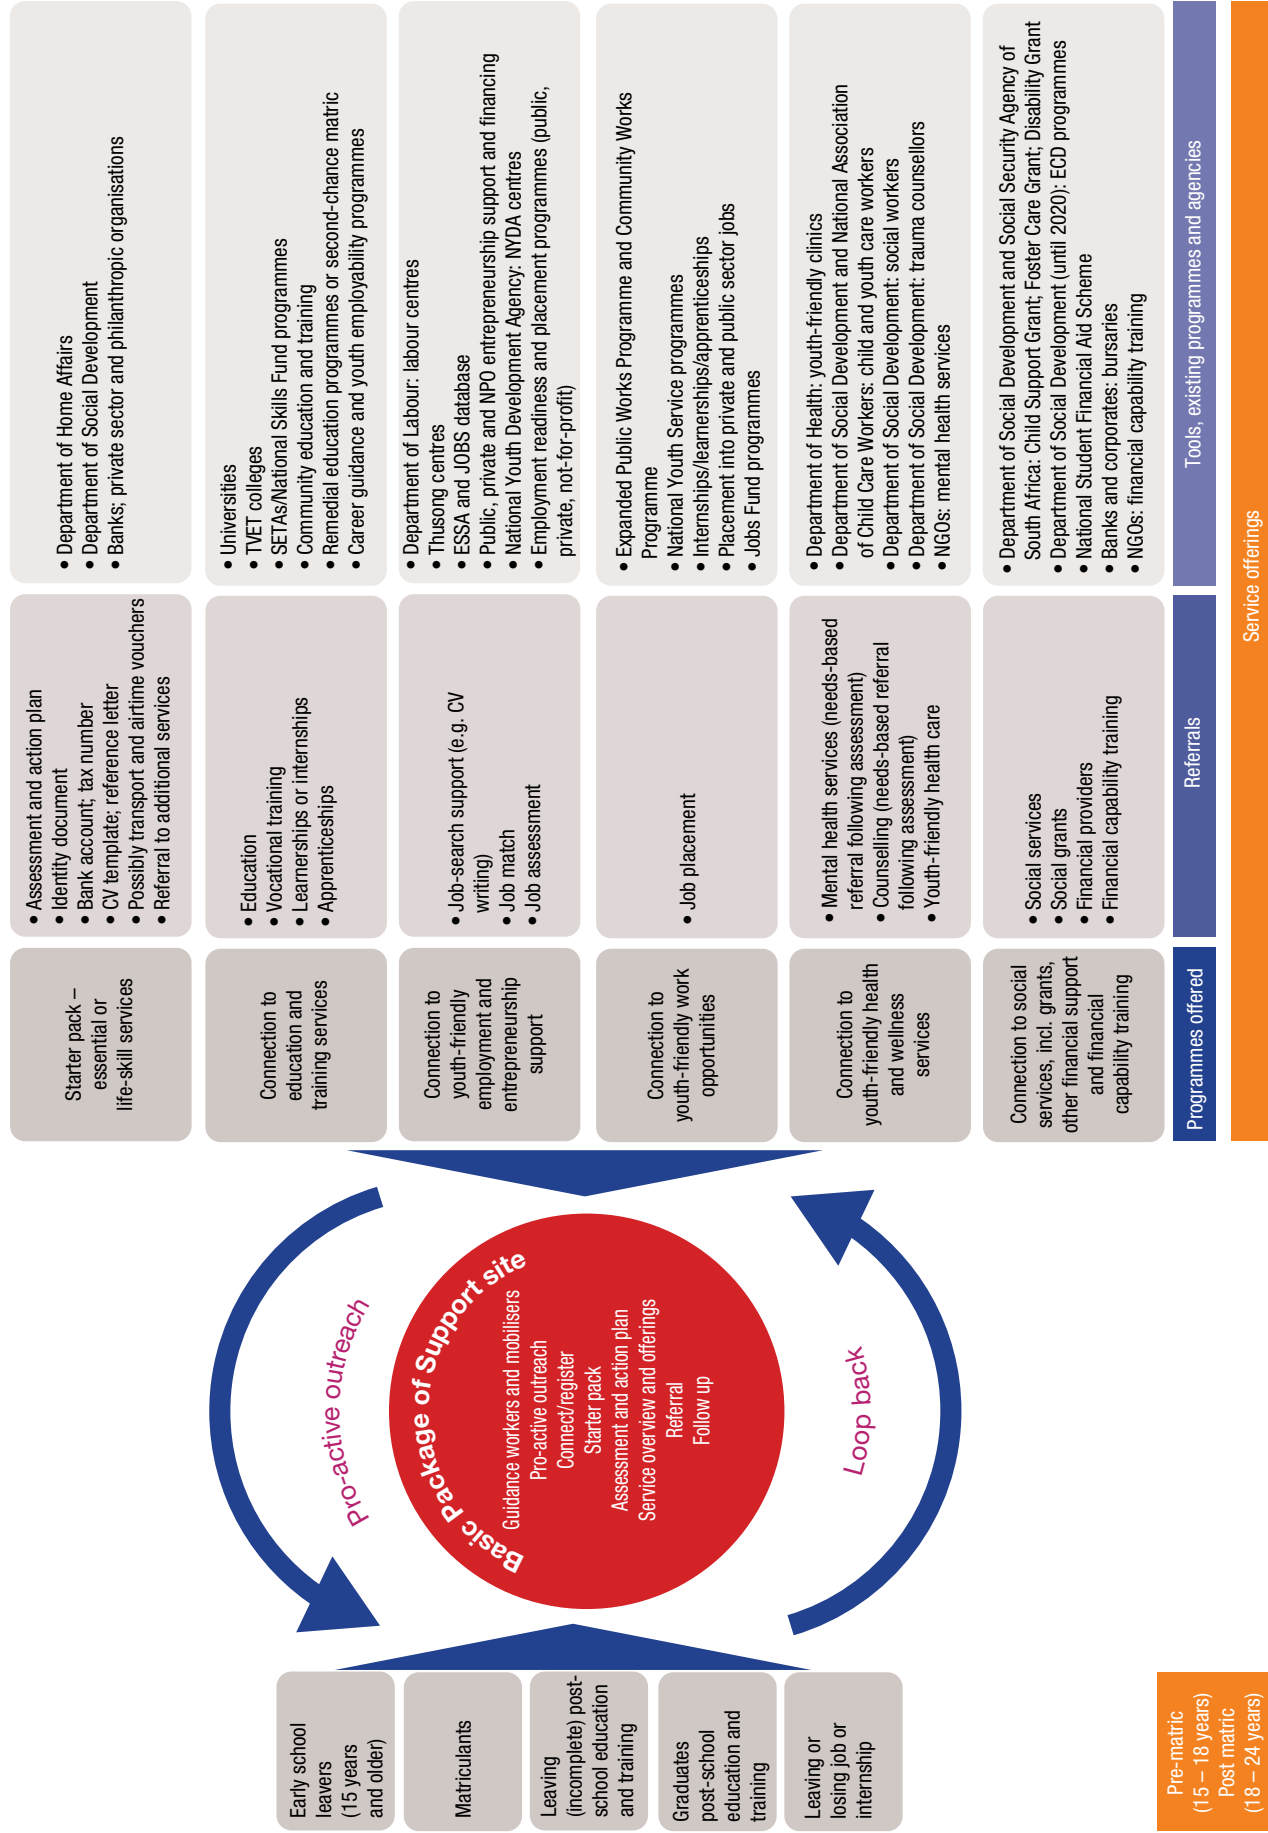 Early school
leavers
(15 years
and older)
Matriculants
Leaving
(incomplete) post-
school education
and training
Graduates
post-school
education and
training
Leaving or
losing job or
internship
Pre-matric
(15 – 18 years)
Post matric
(18 – 24 years)
Pro-active outreach
Basic Package of Support site
Guidance workers and mobilisers
Pro-active outreach
Connect/register
Starter pack
Assessment and action plan
Service overview and offerings
Referral
Follow up
Loop back
Starter pack –
essential or
life-skill services
• Assessment and action plan
• Identity document
• Bank account; tax number
• CV template; reference letter
• Possibly transport and airtime vouchers
• Referral to additional services
• Department of Home Affairs
• Department of Social Development
• Banks; private sector and philanthropic organisations
Connection to
education and
training services
• Education
• Vocational training
• Learnerships or internships
• Apprenticeships
• Universities
• TVET colleges
• SETAs/National Skills Fund programmes
• Community education and training
• Remedial education programmes or second-chance matric
• Career guidance and youth employability programmes
Connection to
youth-friendly
employment and
entrepreneurship
support
• Job-search support (e.g. CV
writing)
• Job match
• Job assessment
• Department of Labour: labour centres
• Thusong centres
• ESSA and JOBS database
• Public, private and NPO entrepreneurship support and financing
• National Youth Development Agency: NYDA centres
• Employment readiness and placement programmes (public,
private, not-for-profit)
Connection to
youth-friendly work
opportunities
• Job placement
• Expanded Public Works Programme and Community Works
Programme
• National Youth Service programmes
• Internships/learnerships/apprenticeships
• Placement into private and public sector jobs
• Jobs Fund programmes
Connection to
youth-friendly health
and wellness
services
• Mental health services (needs-based
referral following assessment)
• Counselling (needs-based referral
following assessment)
• Youth-friendly health care
• Department of Health: youth-friendly clinics
• Department of Social Development and National Association
of Child Care Workers: child and youth care workers
• Department of Social Development: social workers
• Department of Social Development: trauma counsellors
• NGOs: mental health services
Connection to social
services, incl. grants,
other financial support
and financial
capability training
• Social services
• Social grants
• Financial providers
• Financial capability training
• Department of Social Development and Social Security Agency of
South Africa: Child Support Grant; Foster Care Grant; Disability Grant
• Department of Social Development (until 2020): ECD programmes
• National Student Financial Aid Scheme
• Banks and corporates: bursaries
• NGOs: financial capability training
Programmes offered
Referrals
Tools, existing programmes and agencies
Service offerings